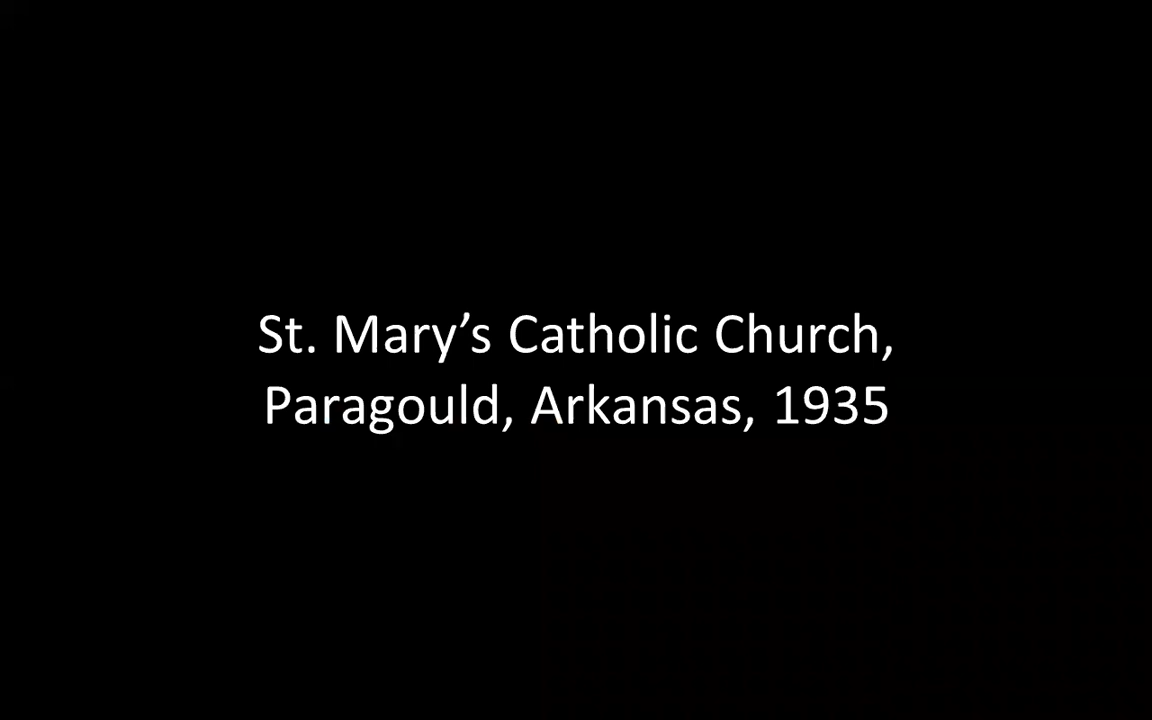 St. Mary’s Catholic Church,
Paragould, Arkansas, 1935